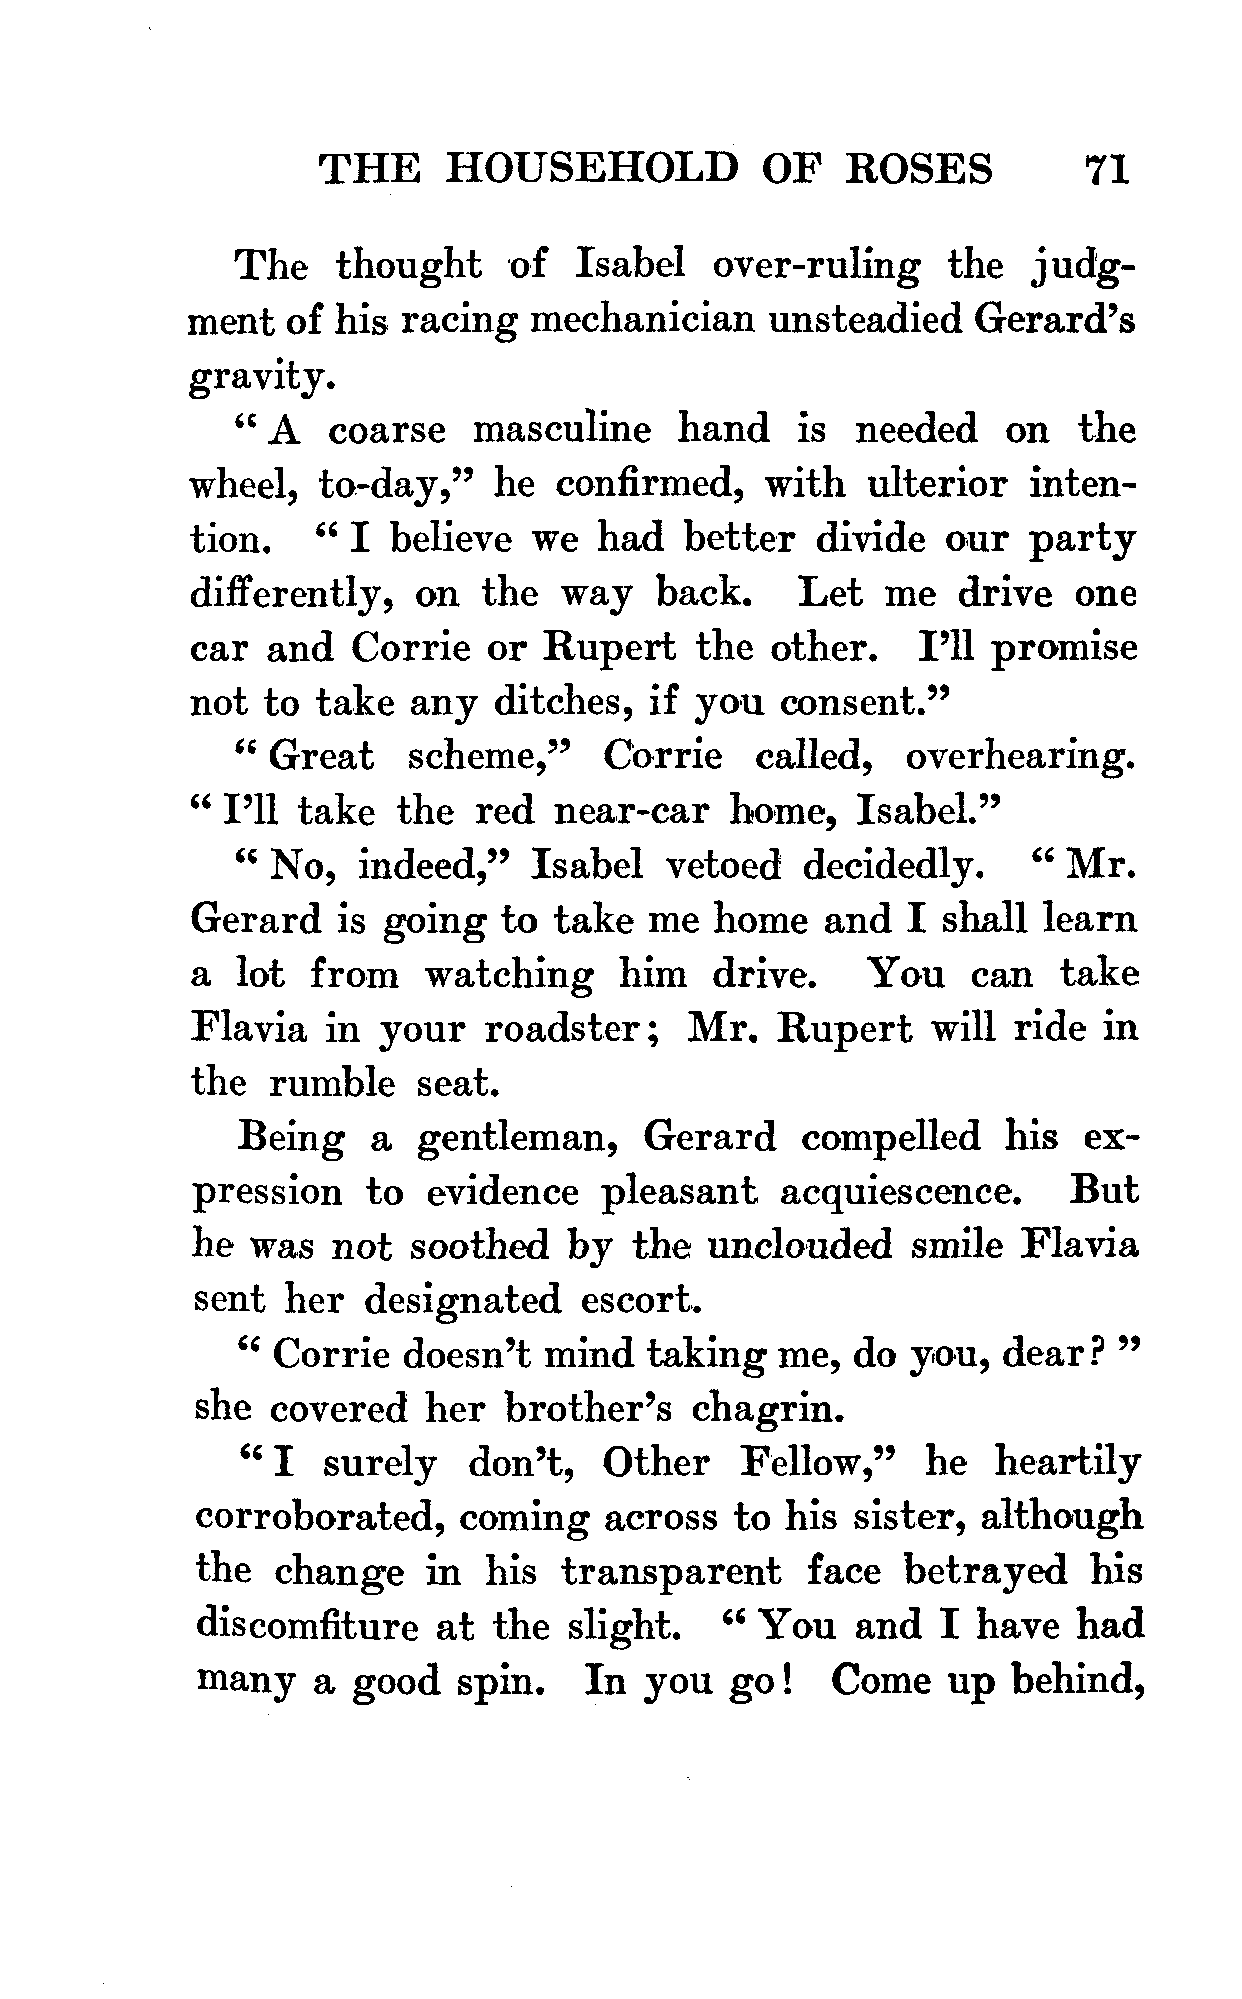 THE HOUSEHOLD OF ROSES 71
The thought of Isabel over-ruling the judg-
ment of his racing mechanician unsteadied Gerard's
gravity.
" A coarse masculine hand is needed on the
wheel, to-day," he confirmed, with ulterior inten-
tion. " I believe we had better divide our party
differently, on the way back. Let me drive one
car and Corrie or Rupert the other. I'll promise
not to take any ditches, if you consent."
" Great scheme," Corrie called, overhearing.
" I'll take the red near-car home, Isabel."
" No, indeed," Isabel vetoed decidedly. " Mr.
Gerard is going to take me home and I shall learn
a lot from watching him drive. You can take
Flavia in your roadster; Mr. Rupert will ride in
the rumble seat.
Being a gentleman, Gerard compelled his ex-
pression to evidence pleasant acquiescence. But
he was not soothed by the unclouded smile Flavia
sent her designated escort.
" Corrie doesn't mind taking me, do you, dear? "
she covered her brother's chagrin.
" I surely don't, Other Fellow," he heartily
corroborated, coming across to his sister, although
the change in his transparent face betrayed his
discomfiture at the slight. " You and I have had
many a good spin. In you go! Come up behind,